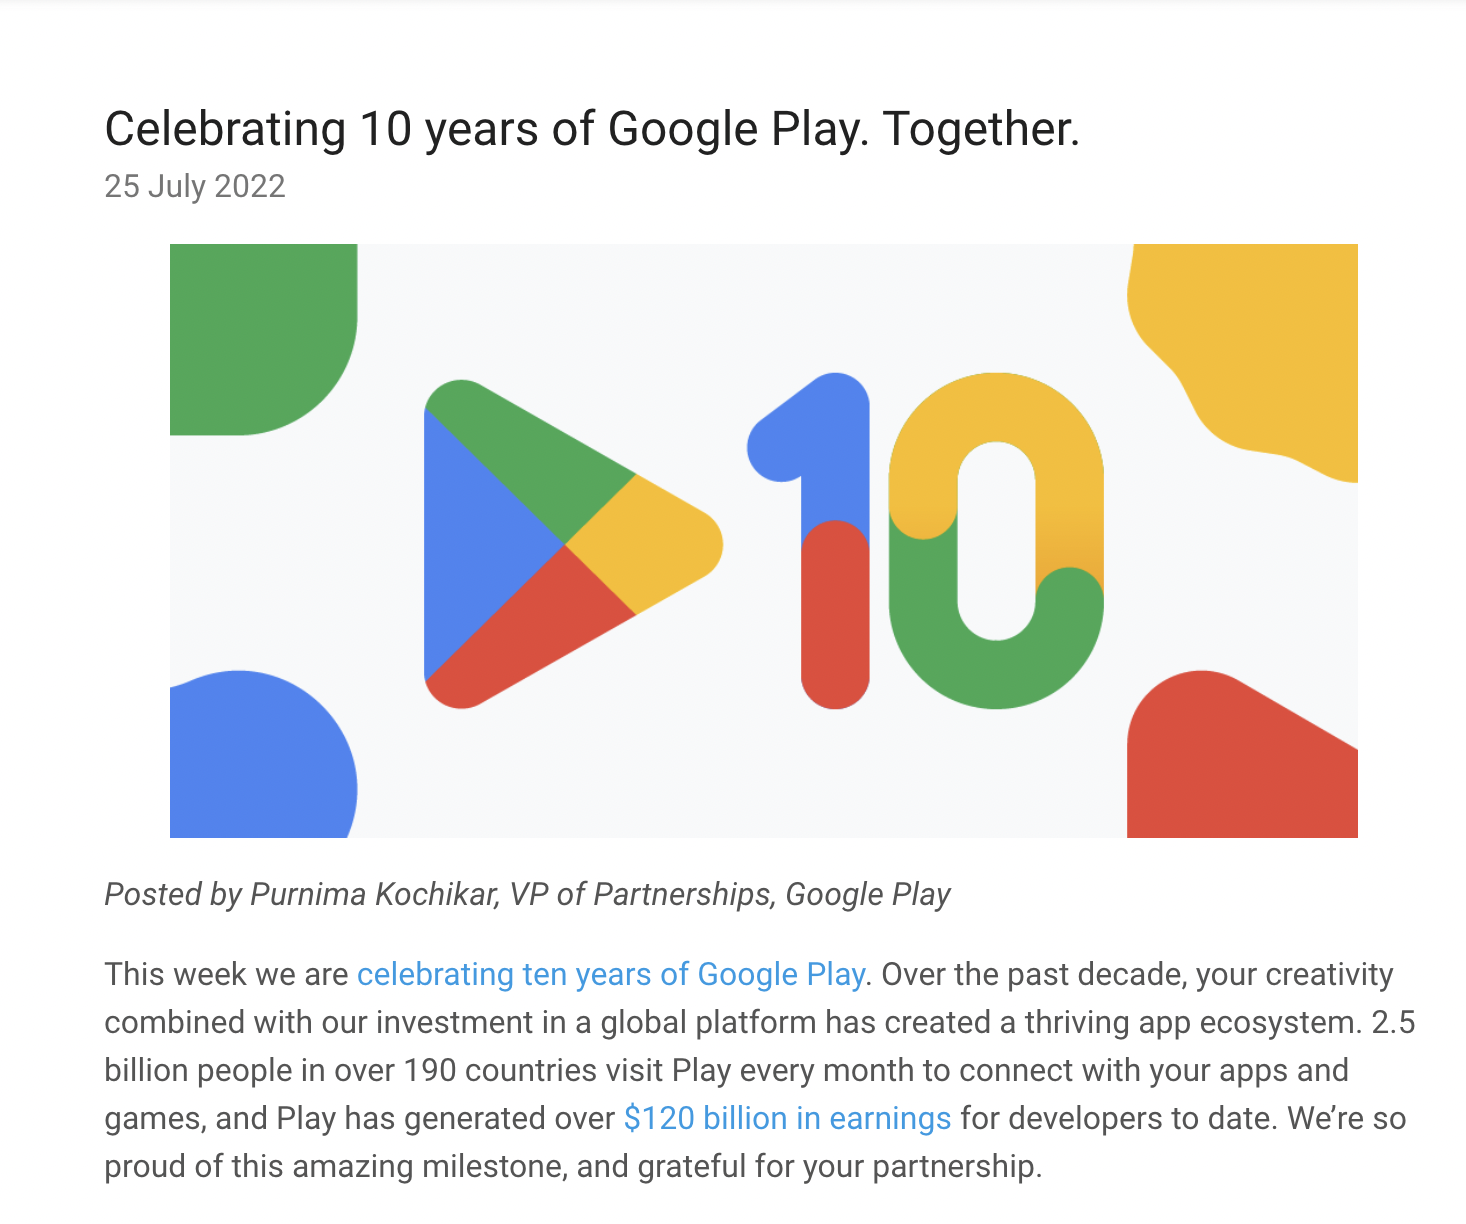 Celebrating 10 years of Google Play. Together.
25 July 2022
10
Posted by Purnima Kochikar, VP of Partnerships, Google Play
This week we are celebrating ten years of Google Play. Over the past decade, your creativity
combined with our investment in a global platform has created a thriving app ecosystem. 2.5
billion people in over 190 countries visit Play every month to connect with your apps and
games, and Play has generated over $120 billion in earnings for developers to date. We’re so
proud of this amazing milestone, and grateful for your partnership.